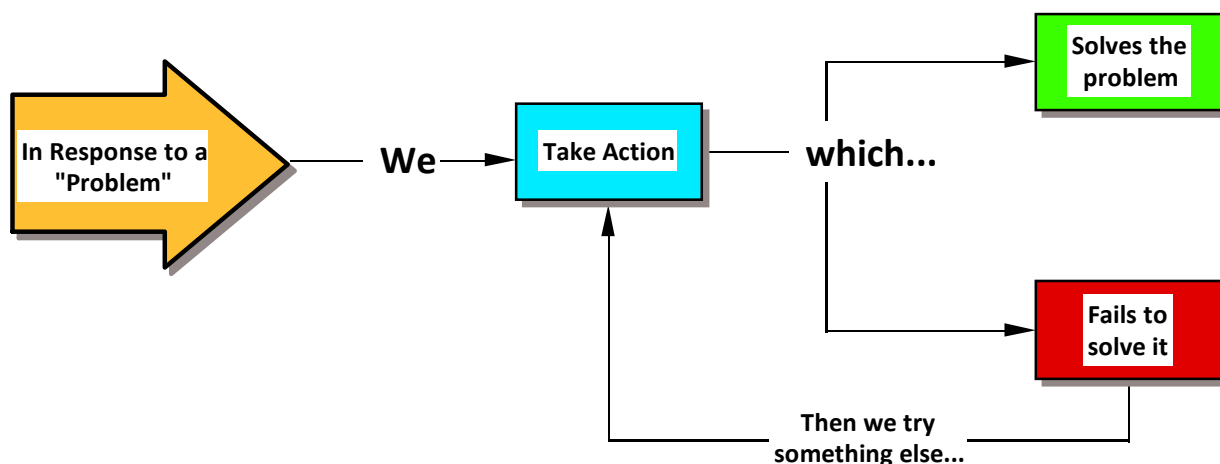 In Response to a
"Problem"
We
Take Action
which...
Solves the
problem
Fails to
solve it
Then we try
something else...